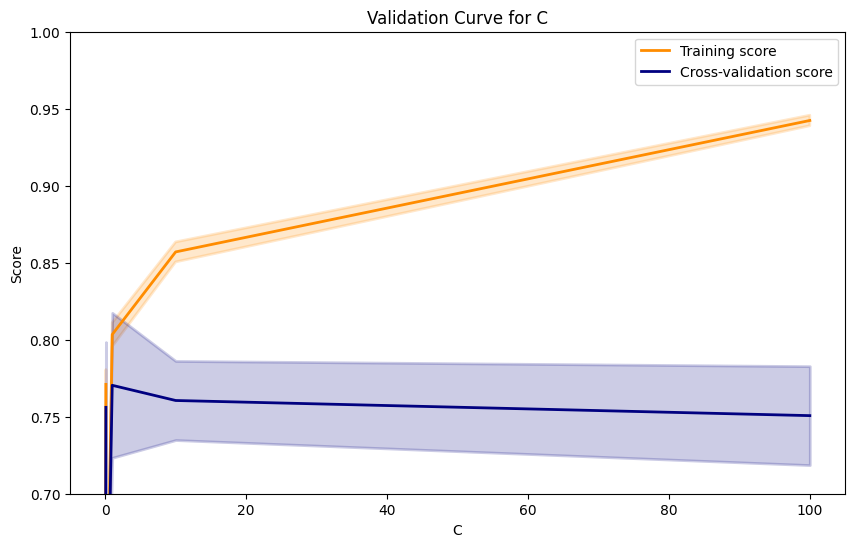 Validation Curve for C
1.00
0.95
0.90
0.85
0.80
0.75
0.70
Score
Training score
Cross-validation score
0
20
40
60
80
100
C